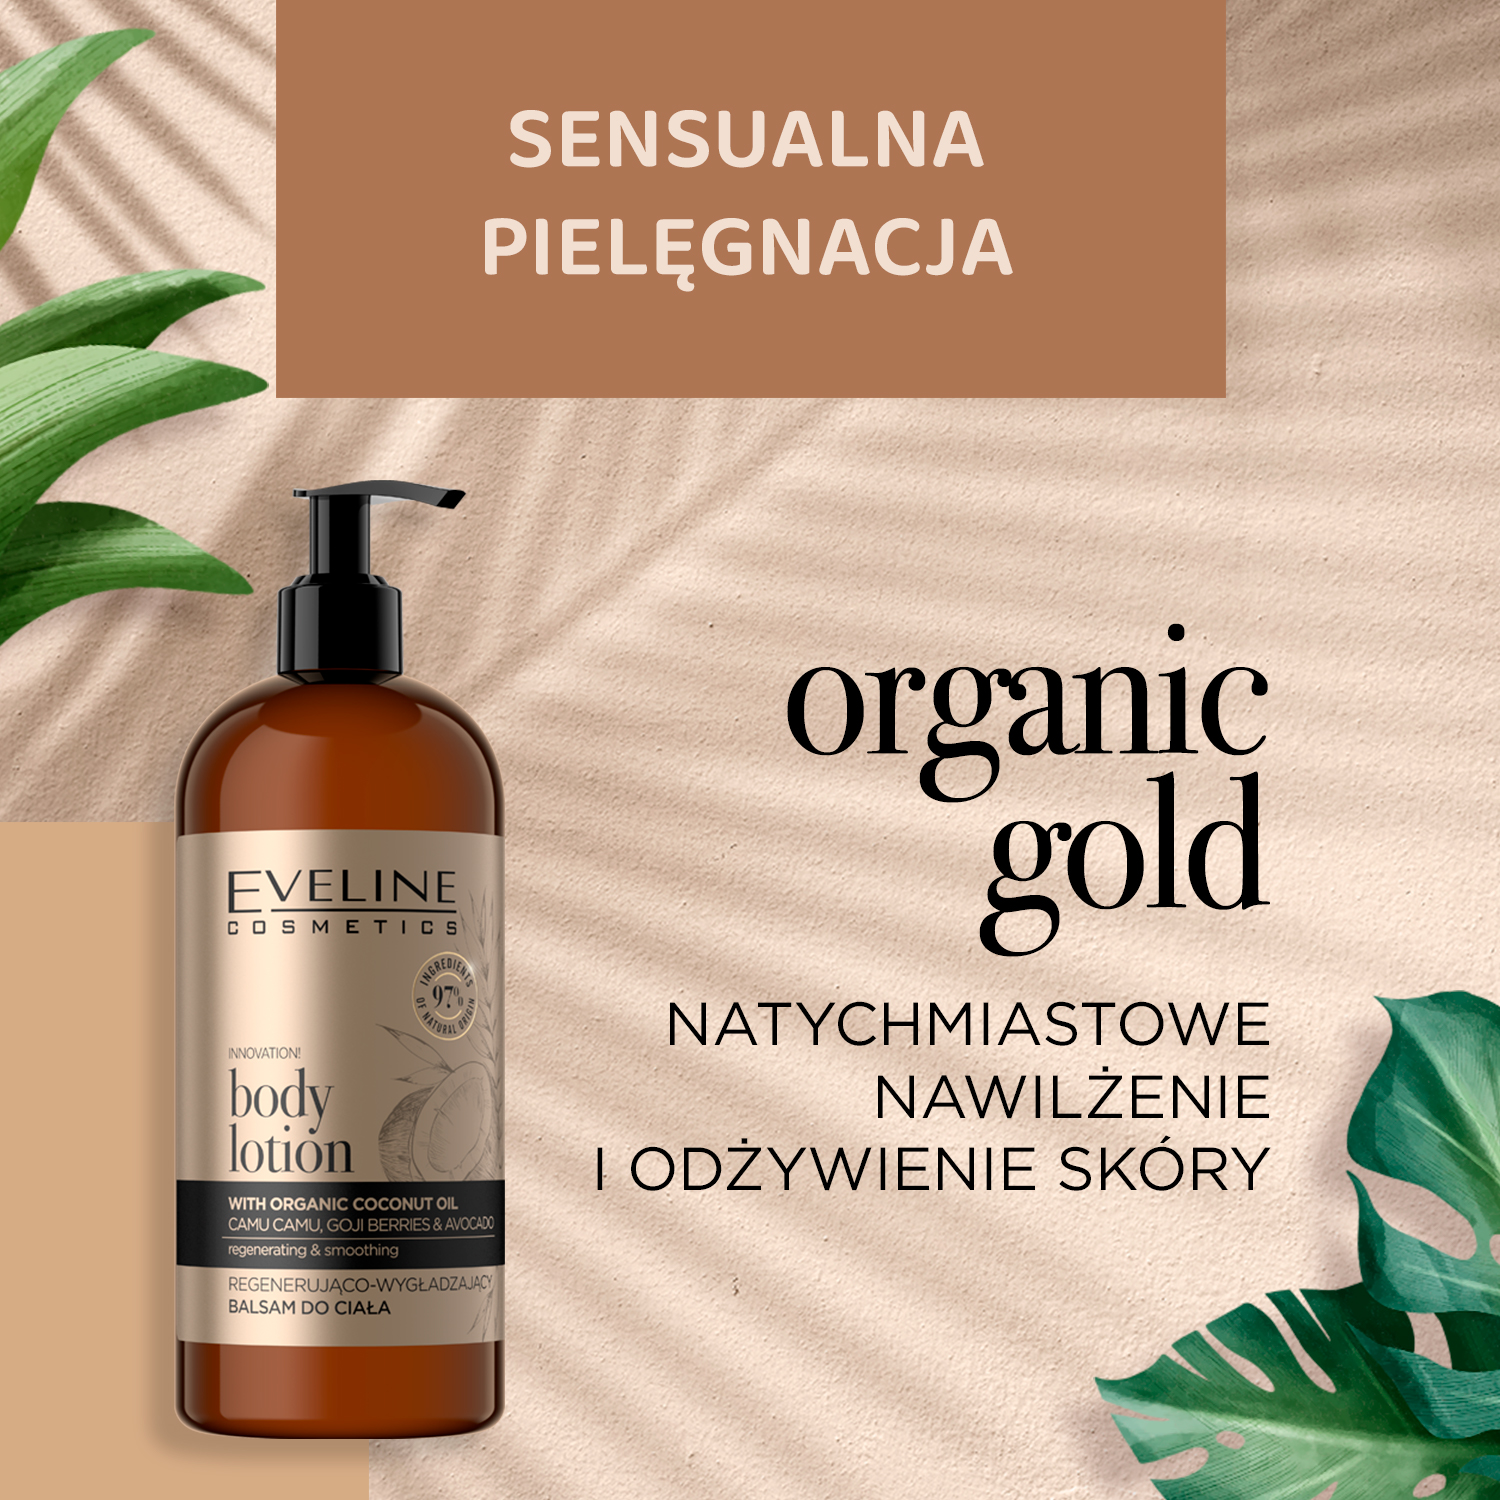 SENSUALNA
PIELĘGNACJA
organic
gold
NATYCHMIASTOWE
NAWILŻENIE
I ODŻYWIENIE SKÓRY
EVELINE
COSMETICS
INGREDIENTS
97%
OF NATURAL ORIGIN
INNOVATION!
body
lotion
WITH ORGANIC COCONUT OIL
CAMU CAMU, GOJI BERRIES & AVOCADO
regenerating & smoothing
REGENERUJĄCO-WYGŁADZAJĄCY
BALSAM DO CIAŁA